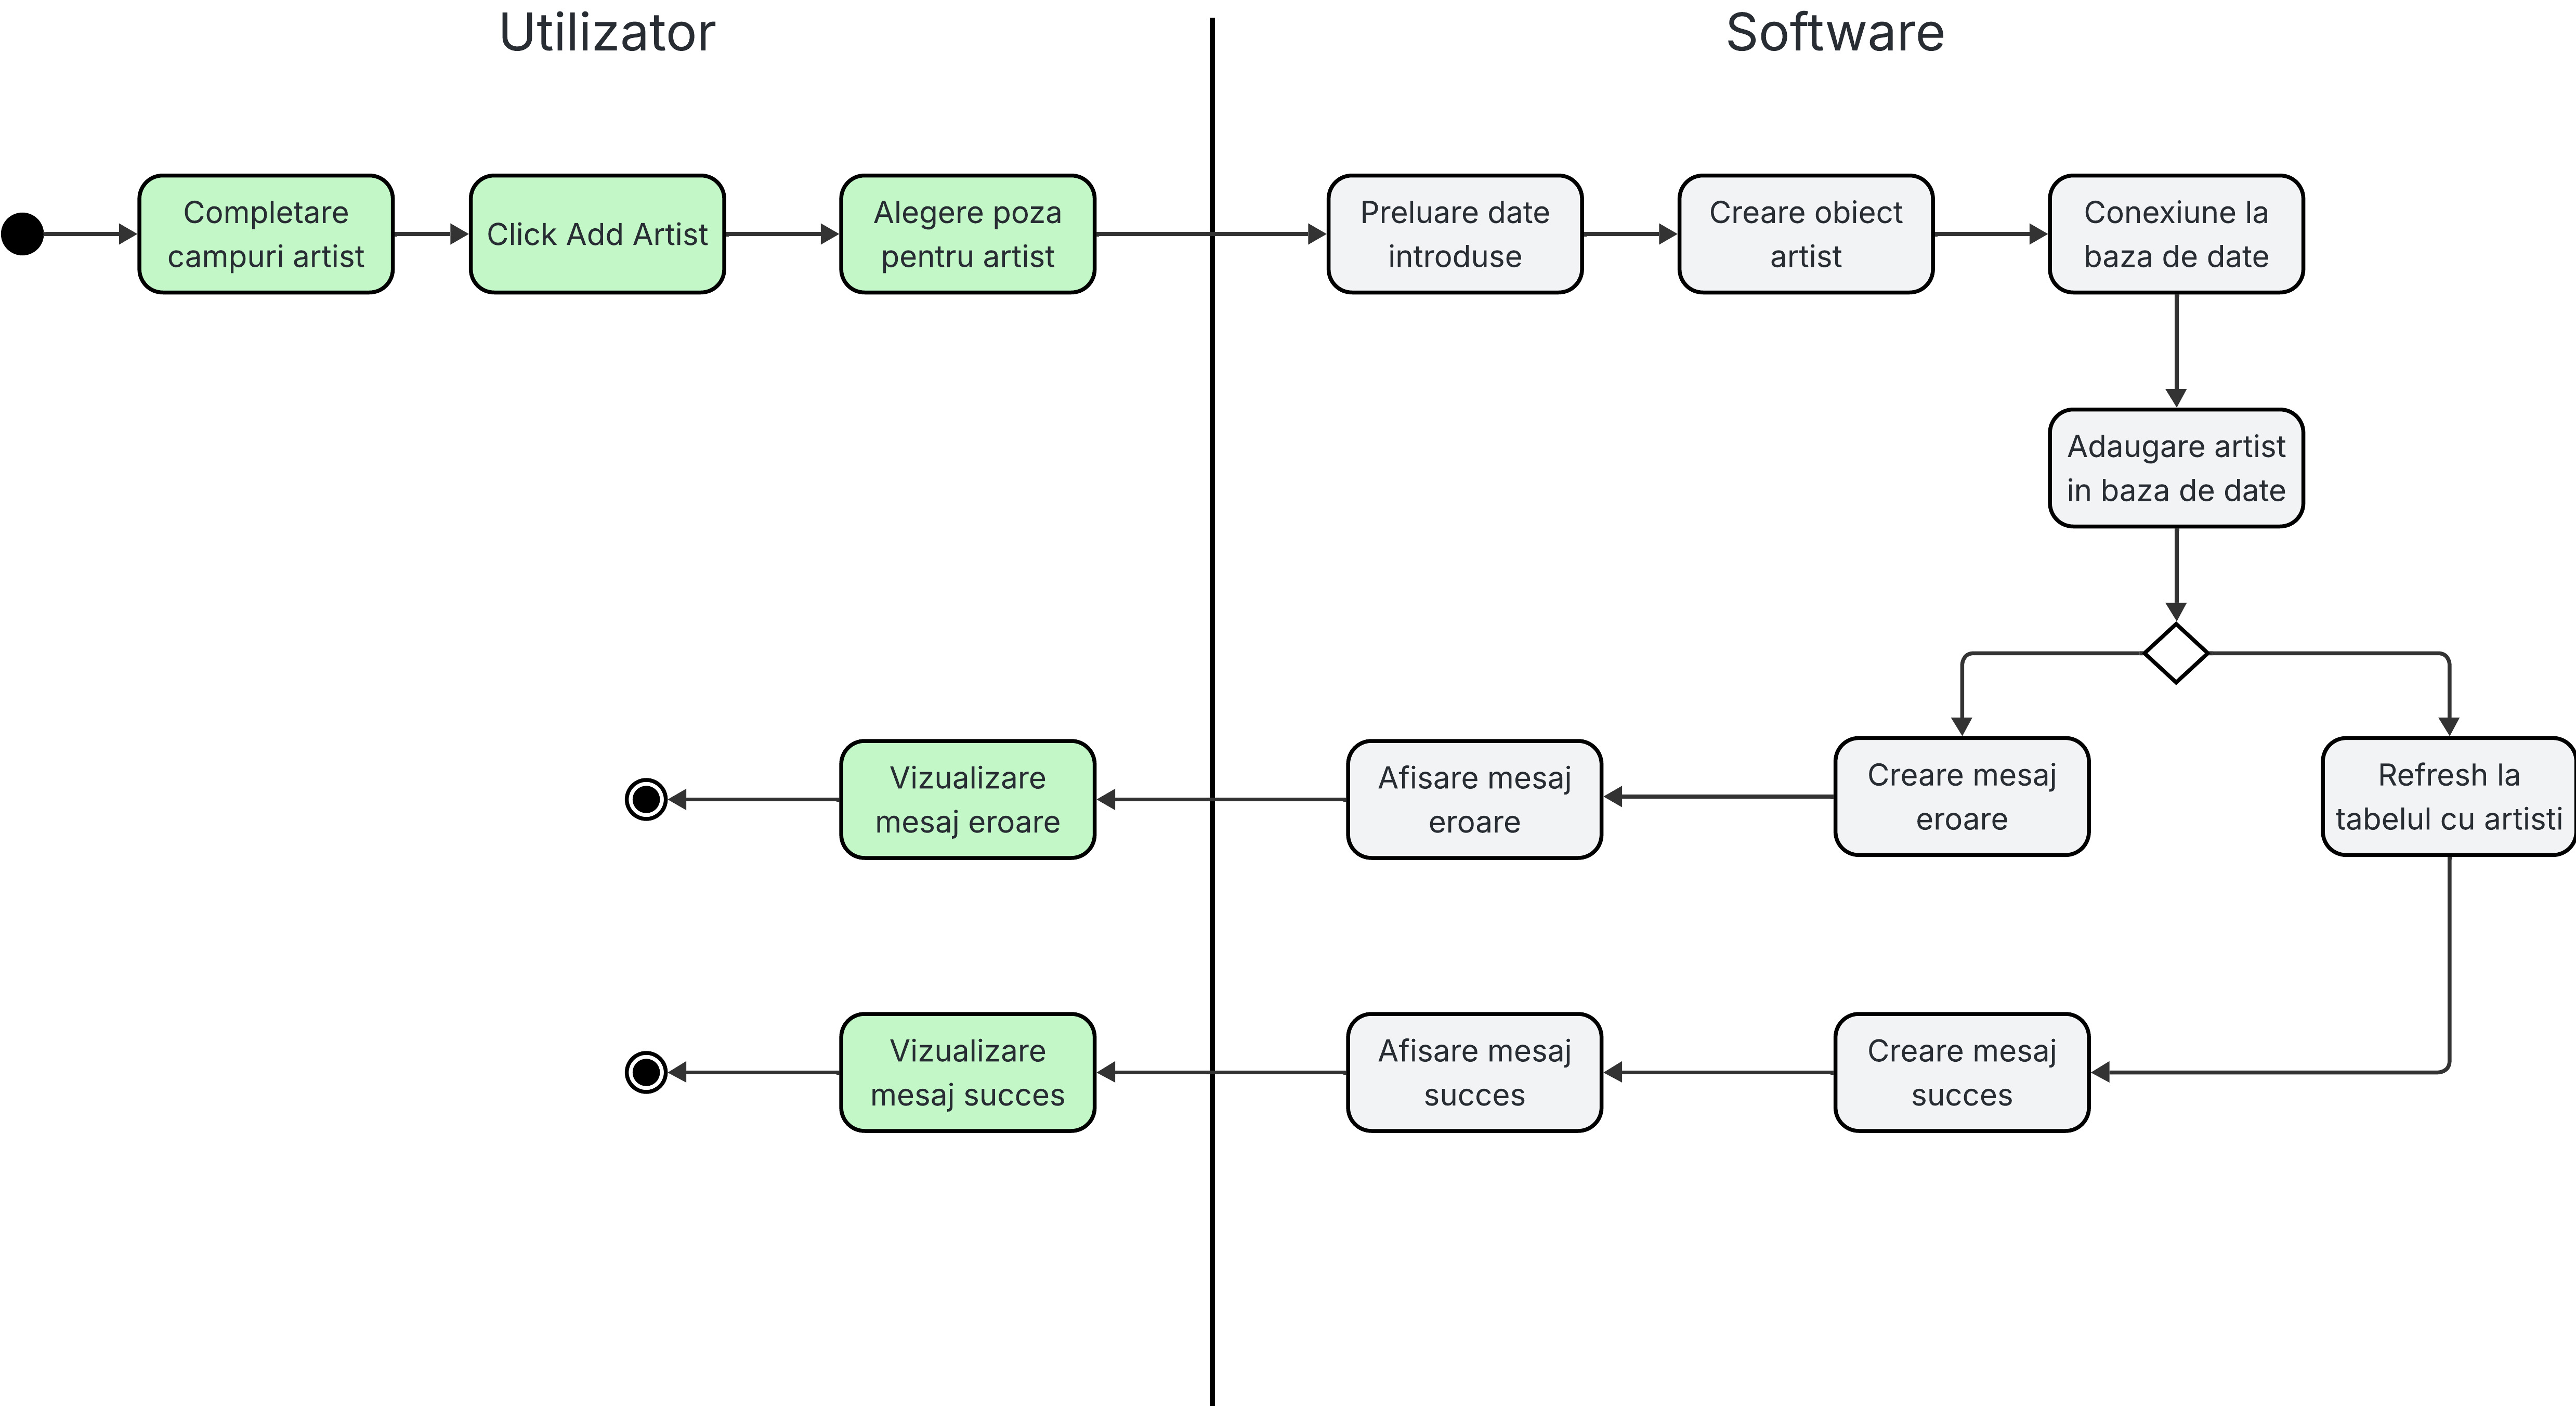 Utilizator
Software
Completare
campuri artist
Click Add Artist
Alegere poza
pentru artist
Preluare date
introduse
Creare obiect
artist
Conexiune la
baza de date
Adaugare artist
in baza de date
Vizualizare
mesaj eroare
Afisare mesaj
eroare
Creare mesaj
eroare
Refresh la
tabelul cu artisti
Vizualizare
mesaj succes
Afisare mesaj
succes
Creare mesaj
succes